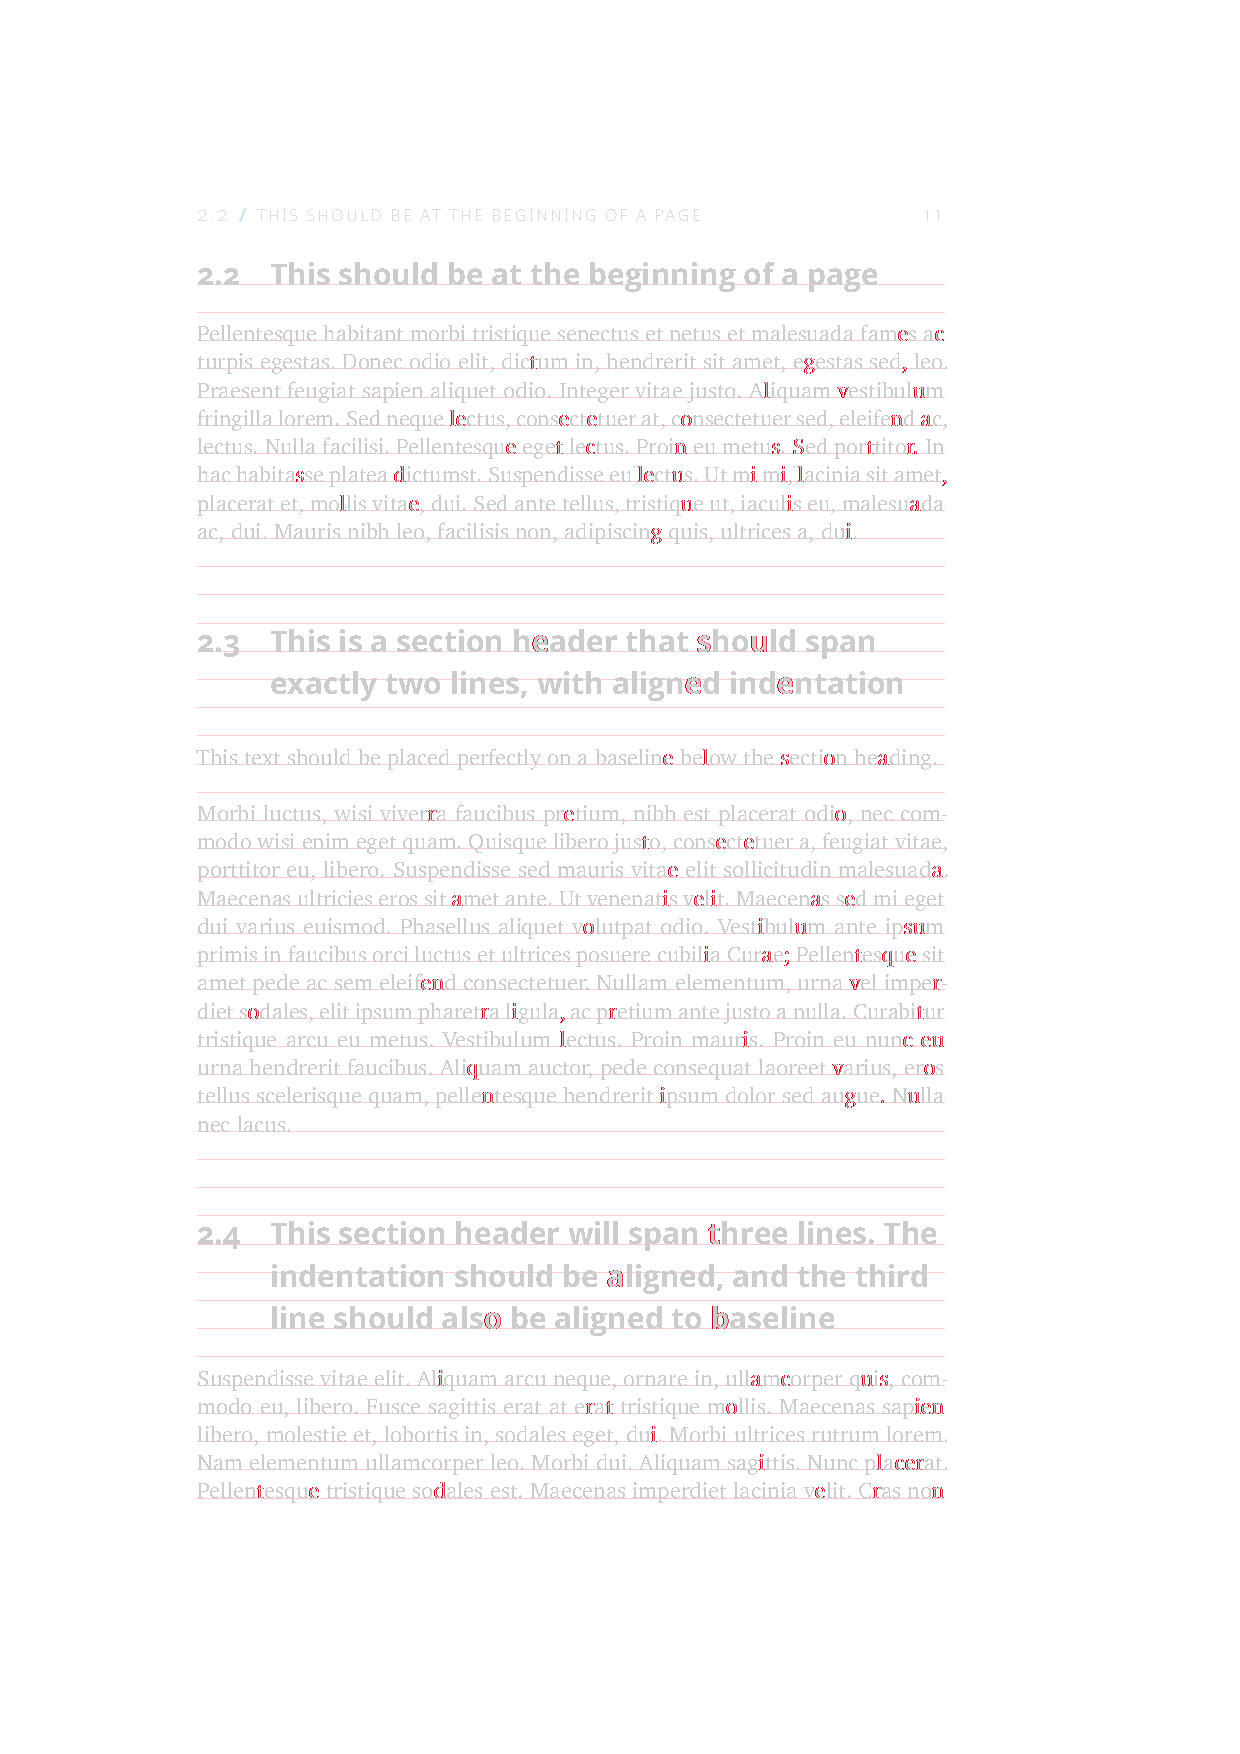 2.2 / THIS SHOULD BE AT THE BEGINNING OF A PAGE 11
2.2 This should be at the beginning of a page
Pellentesque habitant morbi tristique senectus et netus et malesuada fames ac
turpis egestas. Donec odio elit, dictum in, hendrerit sit amet, egestas sed, leo.
Praesent feugiat sapien aliquet odio. Integer vitae justo. Aliquam vestibulum
fringilla lorem. Sed neque lectus, consectetuer at, consectetuer sed, eleifend ac,
lectus. Nulla facilisi. Pellentesque eget lectus. Proin eu metus. Sed porttitor. In
hac habitasse platea dictumst. Suspendisse eu lectus. Ut mi mi, lacinia sit amet,
placerat et, mollis vitae, dui. Sed ante tellus, tristique ut, iaculis eu, malesuada
ac, dui. Mauris nibh leo, facilisis non, adipiscing quis, ultrices a, dui.
2.3 This is a section header that should span
exactly two lines, with aligned indentation
This text should be placed perfectly on a baseline below the section heading.
Morbi luctus, wisi viverra faucibus pretium, nibh est placerat odio, nec com-
modo wisi enim eget quam. Quisque libero justo, consectetuer a, feugiat vitae,
porttitor eu, libero. Suspendisse sed mauris vitae elit sollicitudin malesuada.
Maecenas ultricies eros sit amet ante. Ut venenatis velit. Maecenas sed mi eget
dui varius euismod. Phasellus aliquet volutpat odio. Vestibulum ante ipsum
primis in faucibus orci luctus et ultrices posuere cubilia Curae; Pellentesque sit
amet pede ac sem eleifend consectetuer. Nullam elementum, urna vel imper-
diet sodales, elit ipsum pharetra ligula, ac pretium ante justo a nulla. Curabitur
tristique arcu eu metus. Vestibulum lectus. Proin mauris. Proin eu nunc eu
urna hendrerit faucibus. Aliquam auctor, pede consequat laoreet varius, eros
tellus scelerisque quam, pellentesque hendrerit ipsum dolor sed augue. Nulla
nec lacus.
2.4 This section header will span three lines. The
indentation should be aligned, and the third
line should also be aligned to baseline
Suspendisse vitae elit. Aliquam arcu neque, ornare in, ullamcorper quis, com-
modo eu, libero. Fusce sagittis erat at erat tristique mollis. Maecenas sapien
libero, molestie et, lobortis in, sodales eget, dui. Morbi ultrices rutrum lorem.
Nam elementum ullamcorper leo. Morbi dui. Aliquam sagittis. Nunc placerat.
Pellentesque tristique sodales est. Maecenas imperdiet lacinia velit. Cras non